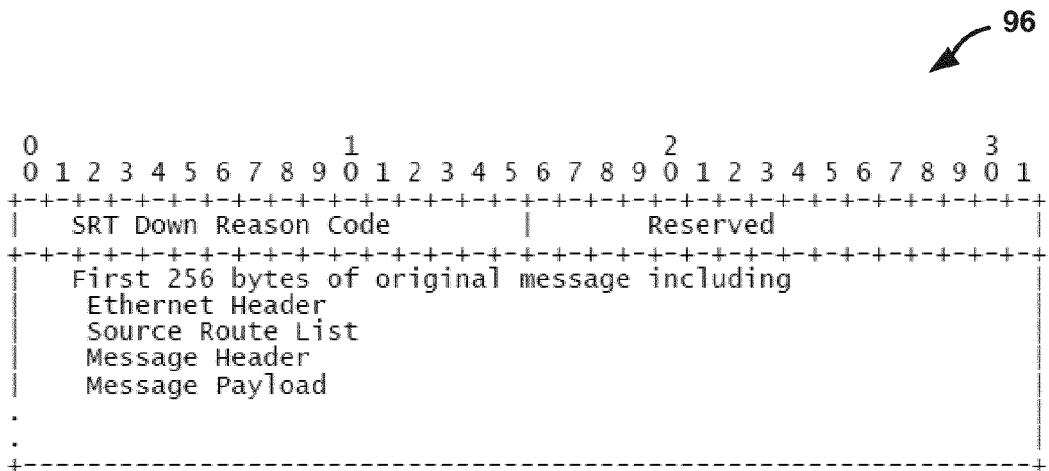 96
0                   1                   2                   3
0 1 2 3 4 5 6 7 8 9 0 1 2 3 4 5 6 7 8 9 0 1 2 3 4 5 6 7 8 9 0 1
+-+-+-+-+-+-+-+-+-+-+-+-+-+-+-+-+-+-+-+-+-+-+-+-+-+-+-+-+-+-+-+-+
|   SRT Down Reason Code        |       Reserved                |
+-+-+-+-+-+-+-+-+-+-+-+-+-+-+-+-+-+-+-+-+-+-+-+-+-+-+-+-+-+-+-+-+
|   First 256 bytes of original message including               |
|    Ethernet Header                                            |
|    Source Route List                                          |
|    Message Header                                             |
|    Message Payload                                            |
.                                                               |
.                                                               |
+---------------------------------------------------------------+